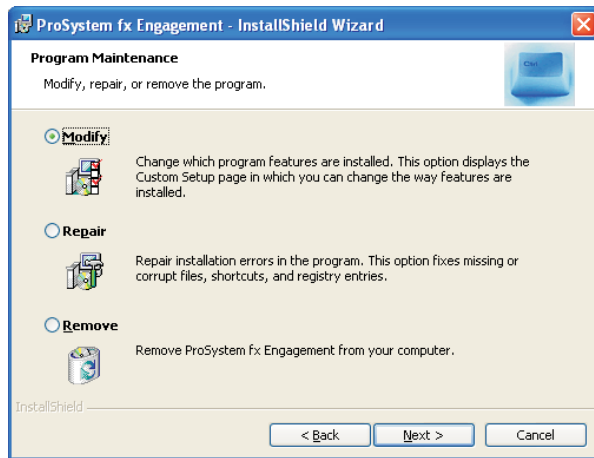 ProSystem fx Engagement - InstallShield Wizard
Program Maintenance
Modify, repair, or remove the program.
Ctrl
Modify
Change which program features are installed. This option displays the
Custom Setup page in which you can change the way features are
installed.
Repair
Repair installation errors in the program. This option fixes missing or
corrupt files, shortcuts, and registry entries.
Remove
Remove ProSystem fx Engagement from your computer.
InstallShield
< Back
Next >
Cancel